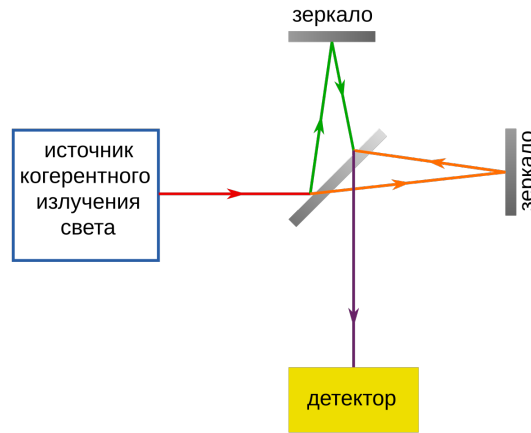 зеркало
источник
когерентного
излучения
света
зеркало
детектор